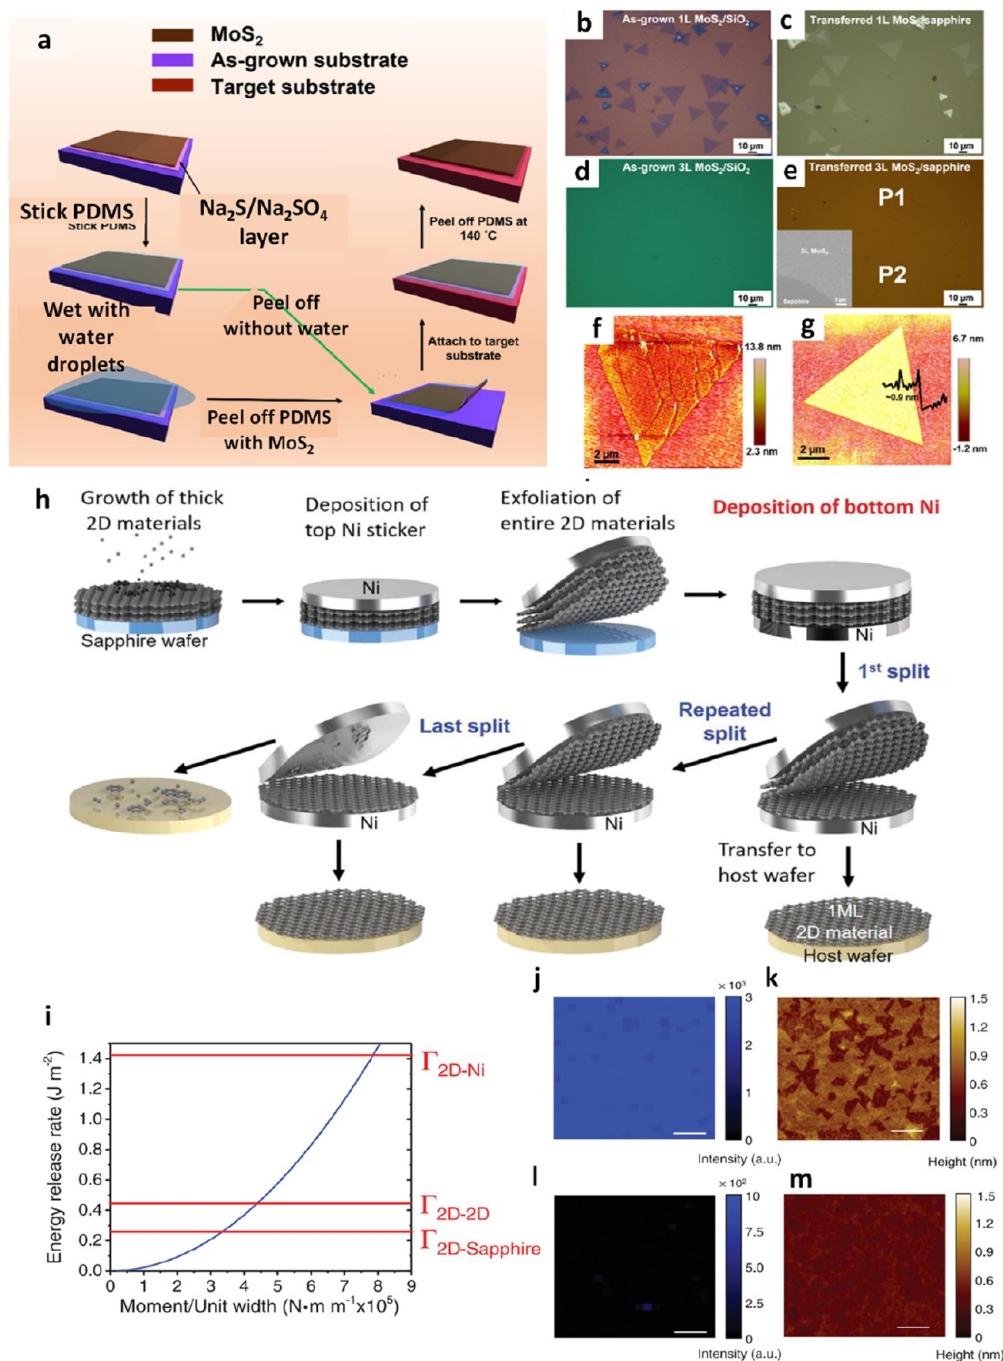 a
MoS2
As-grown substrate
Target substrate
Stick PDMS
Stick PDMS
Na2S/Na2SO4
layer
Peel off PDMS at
140 °C
Wet with
water
droplets
Peel off
without water
Attach to target
substrate
Peel off PDMS
with MoS2
b
As-grown 1L MoS2/SiO2
10 µm
c
Transferred 1L MoS2/sapphire
10 µm
d
As-grown 3L MoS2/SiO2
10 µm
e
Transferred 3L MoS2/sapphire
P1
P2
3L MoS2
Sapphire
10 µm
f
13.8 nm
2.3 nm
2 µm
g
6.7 nm
-1.2 nm
~0.9 nm
2 µm
h
Growth of thick
2D materials
Sapphire wafer
Deposition of
top Ni sticker
Ni
Exfoliation of
entire 2D materials
Deposition of bottom Ni
Ni
1st split
Repeated
split
Last split
Ni
Ni
Transfer to
host wafer
1ML
2D material
Host wafer
i
Energy release rate (J m-2)
1.4
1.2
1.0
0.8
0.6
0.4
0.2
0.0
0 1 2 3 4 5 6 7 8 9
Moment/Unit width (N•m m-1x105)
Γ2D-Ni
Γ2D-2D
Γ2D-Sapphire
j
× 10³
3
2
1
0
Intensity (a.u.)
k
1.5
1.2
0.9
0.6
0.3
0
Height (nm)
l
× 10²
10
7.5
5.0
2.5
0
Intensity (a.u.)
m
1.5
1.2
0.9
0.6
0.3
0
Height (nm)